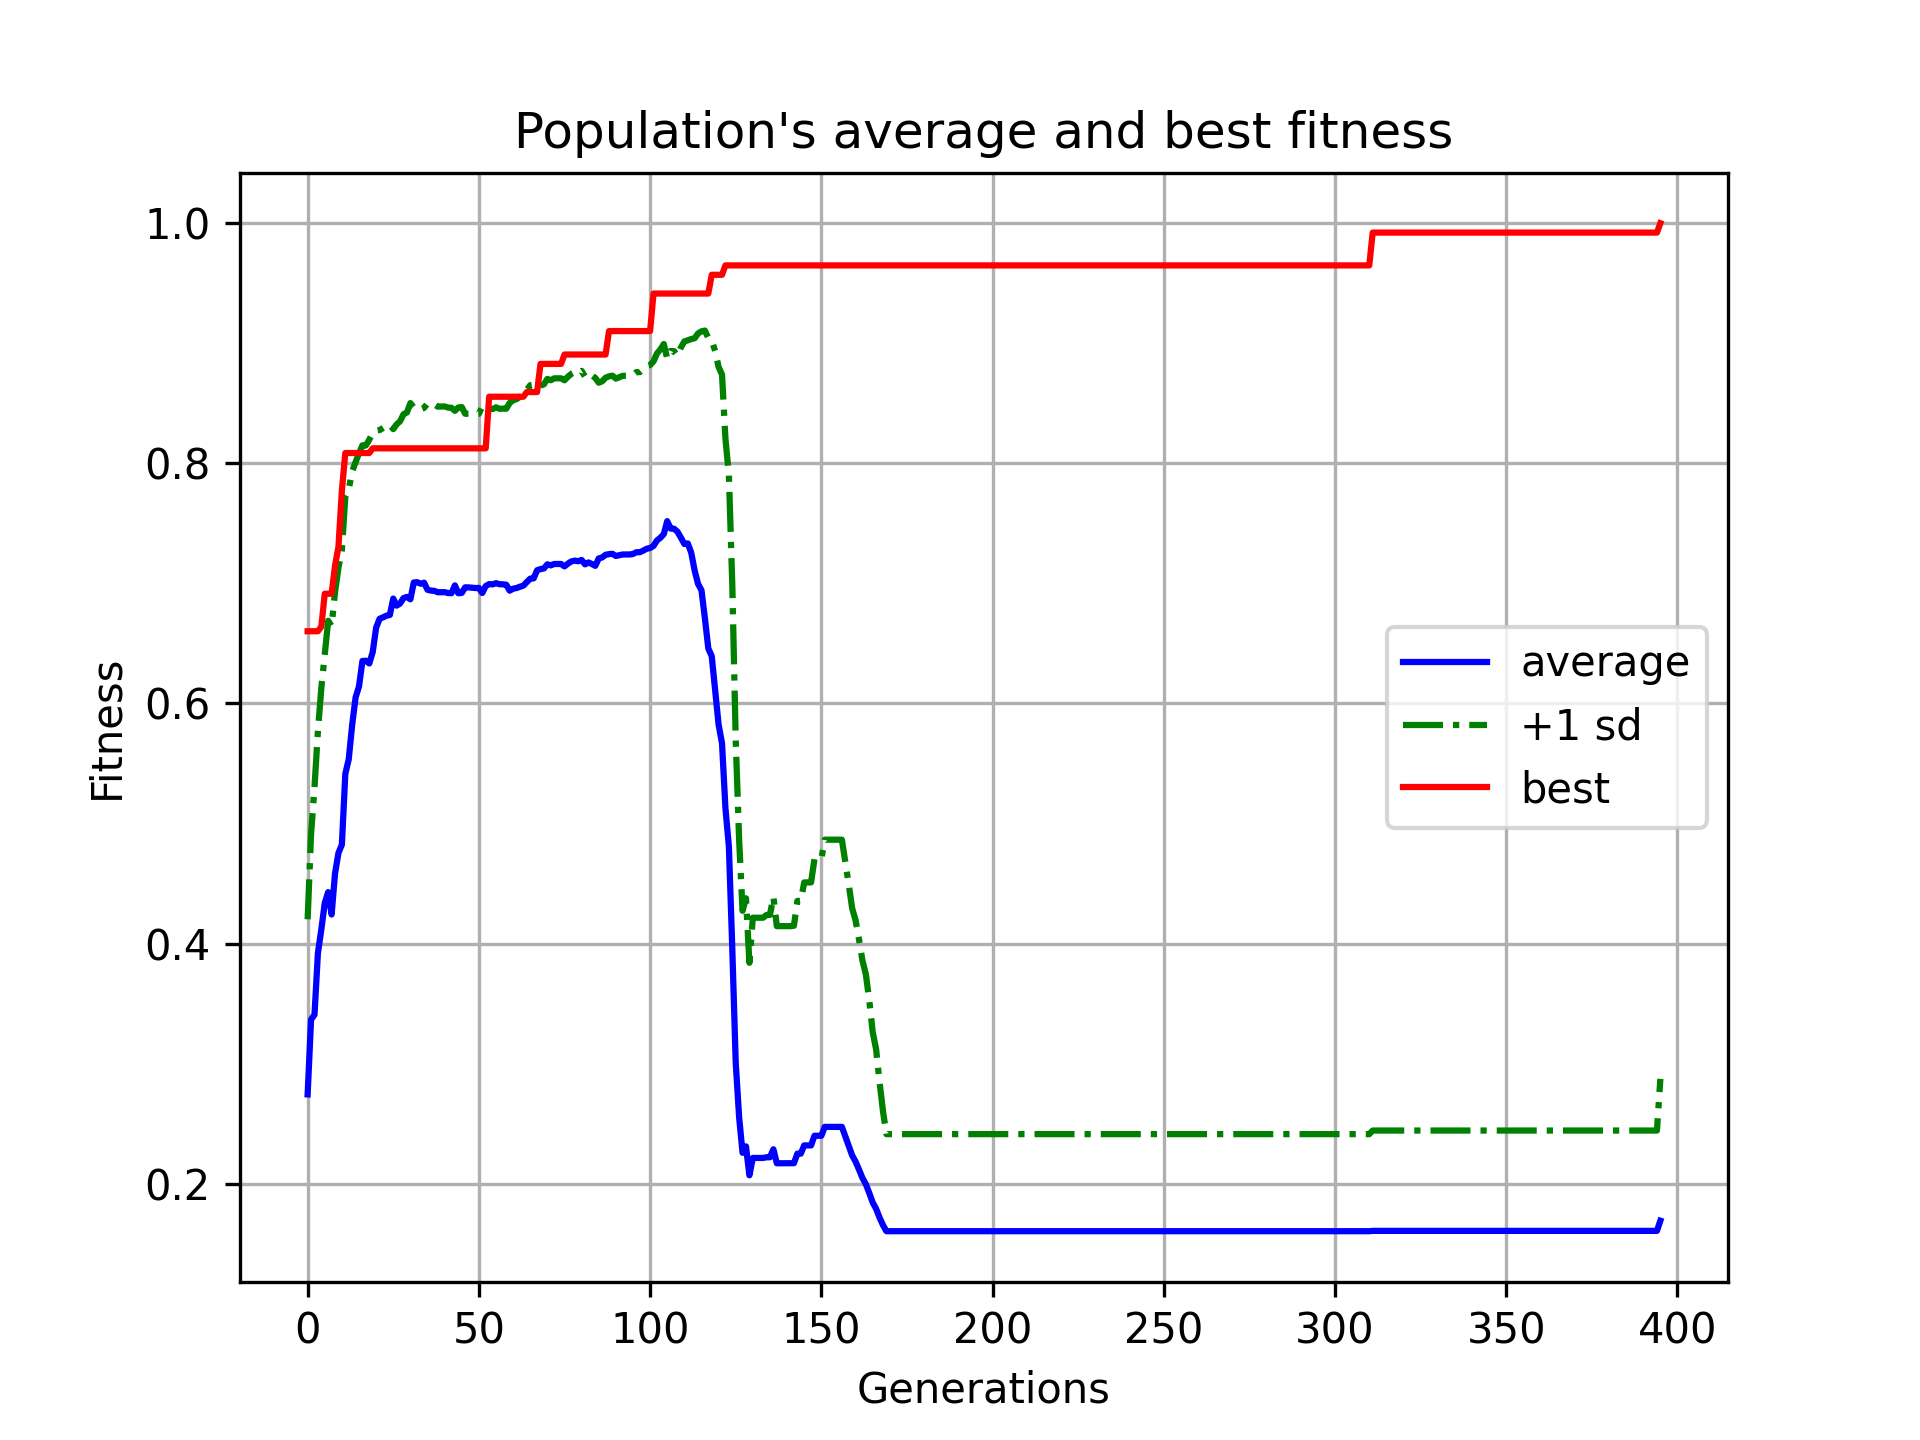 Population's average and best fitness
1.0
0.8
0.6
0.4
0.2
Fitness
average
+1 sd
best
0 50 100 150 200 250 300 350 400
Generations